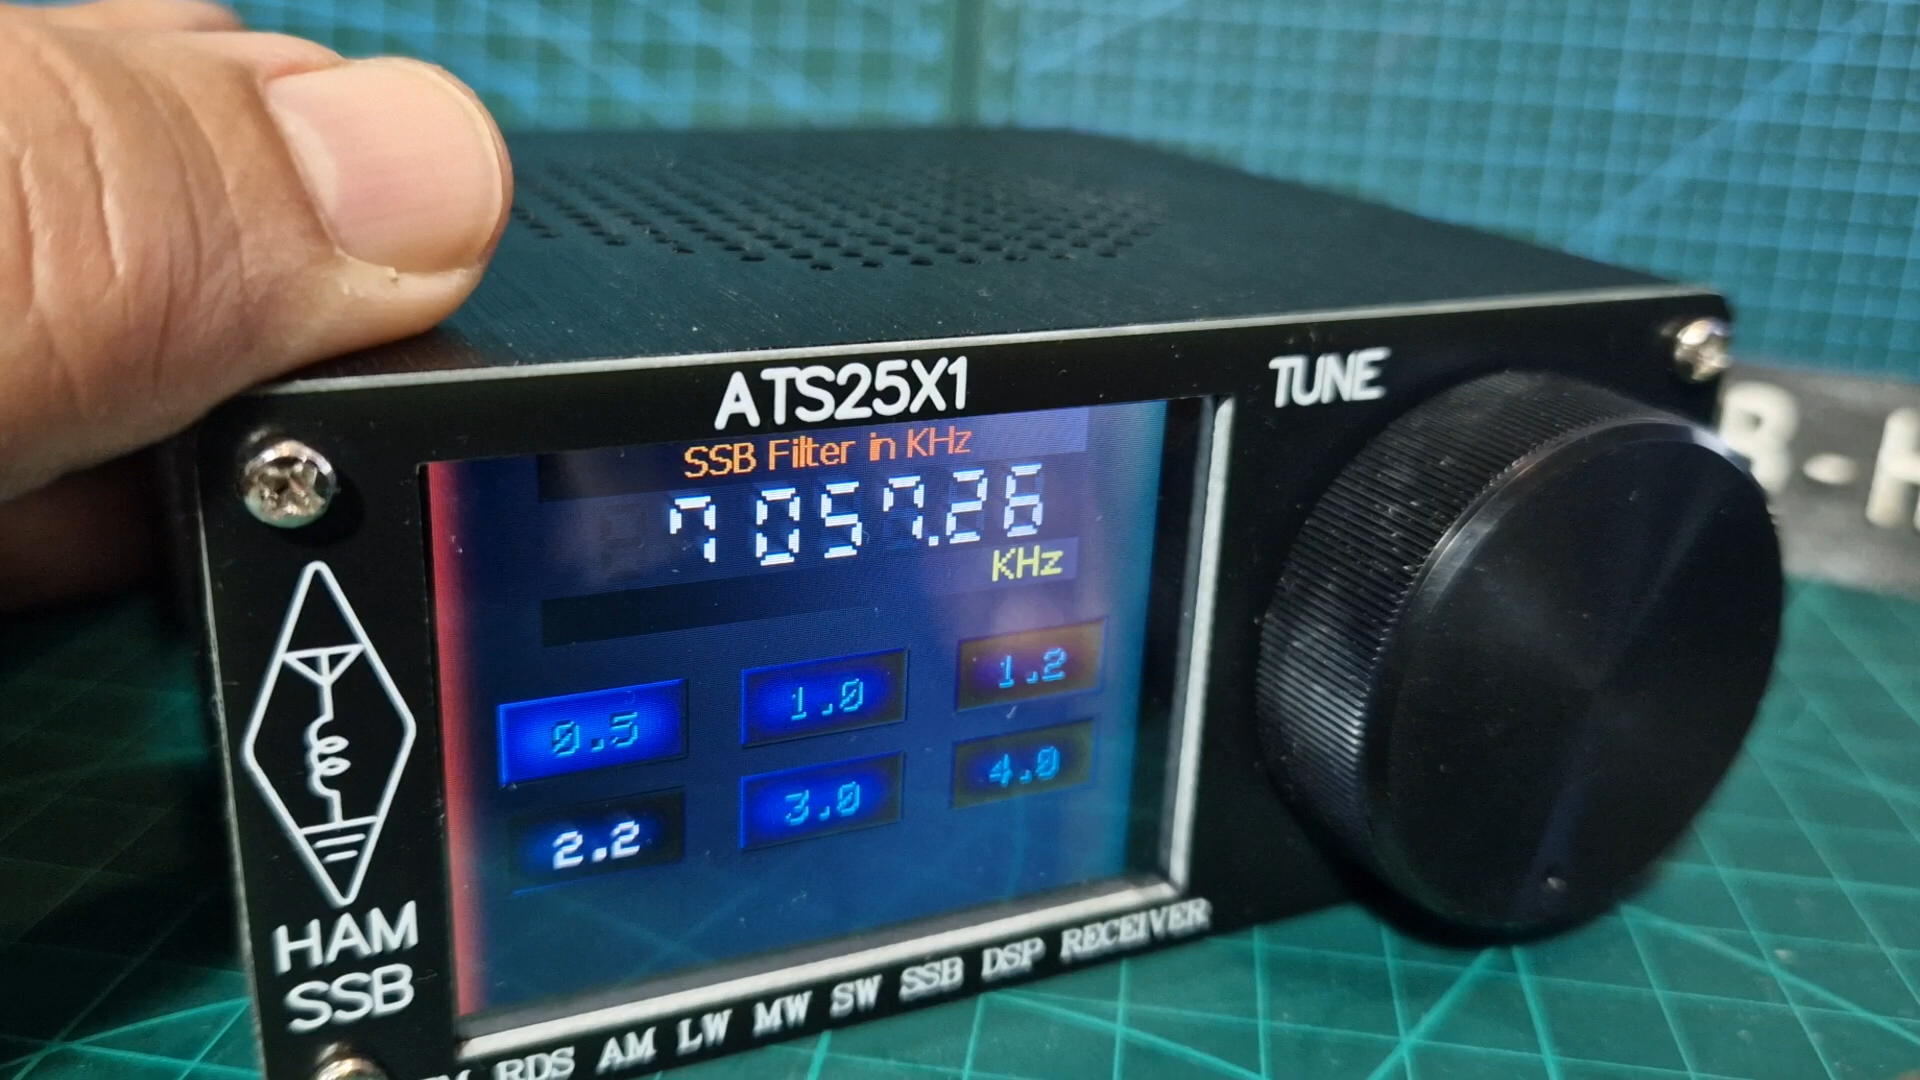 ATS25X1
TUNE
SSB Filter in KHz
7057.26
KHz
0.5 1.0 1.2
2.2 3.0 4.0
HAM
SSB
RDS AM LW MW SW SSB DSP RECEIVER